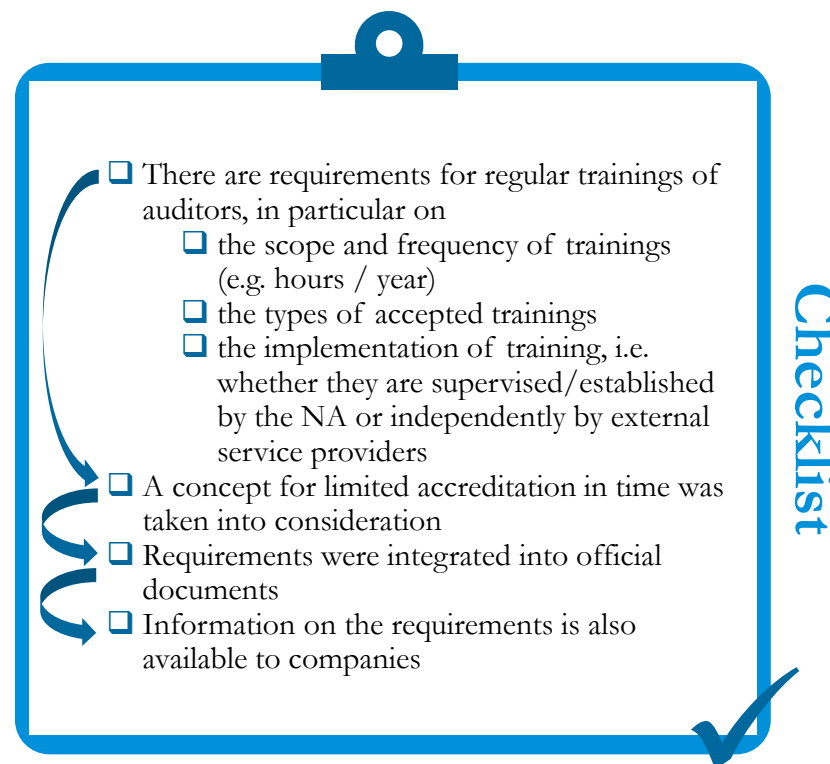 ❑ There are requirements for regular trainings of
auditors, in particular on
❑ the scope and frequency of trainings
(e.g. hours / year)
❑ the types of accepted trainings
❑ the implementation of training, i.e.
whether they are supervised/established
by the NA or independently by external
service providers
❑ A concept for limited accreditation in time was
taken into consideration
❑ Requirements were integrated into official
documents
❑ Information on the requirements is also
available to companies
Checklist